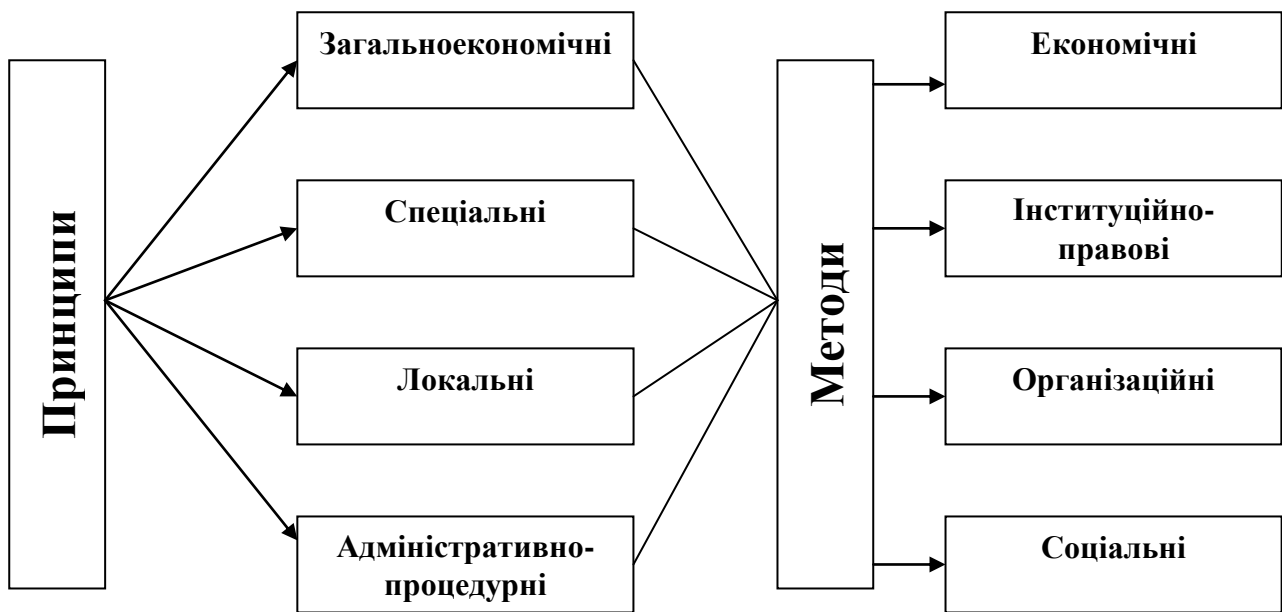 Принципи
Загальноекономічні
Спеціальні
Локальні
Адміністративно-
процедурні
Методи
Економічні
Інституційно-
правові
Організаційні
Соціальні